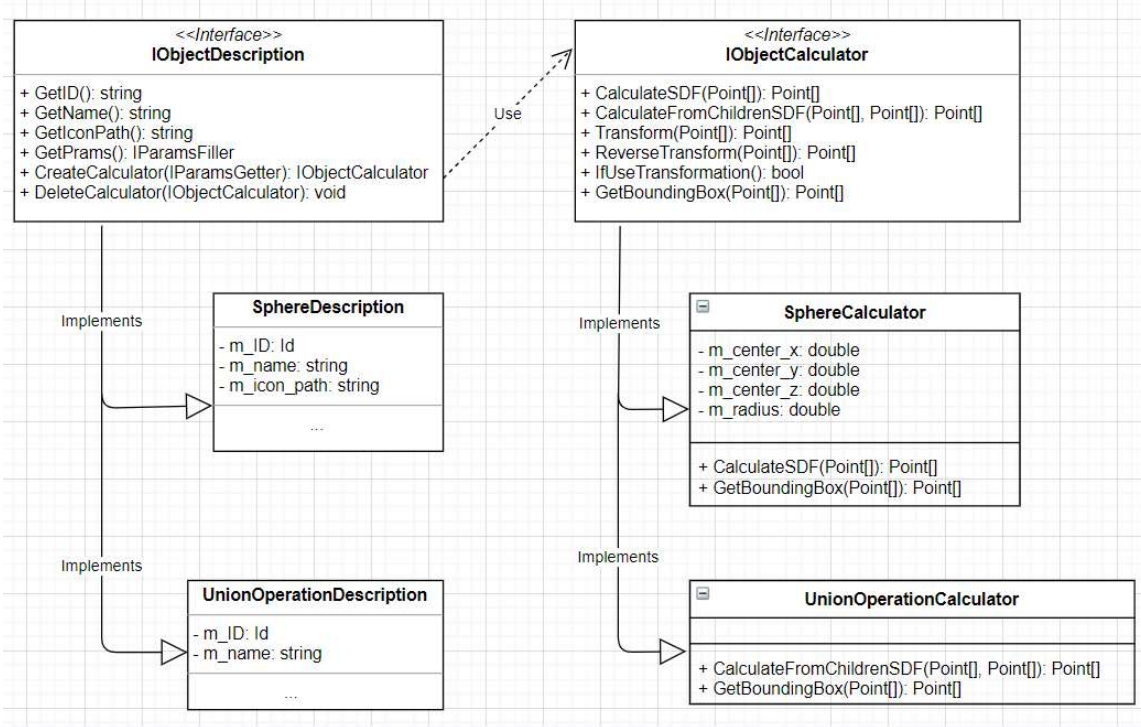 <<Interface>>
IObjectDescription
+ GetID(): string
+ GetName(): string
+ GetIconPath(): string
+ GetPrams(): IParamsFiller
+ CreateCalculator(IParamsGetter): IObjectCalculator
+ DeleteCalculator(IObjectCalculator): void
Use
<<Interface>>
IObjectCalculator
+ CalculateSDF(Point[]): Point[]
+ CalculateFromChildrenSDF(Point[], Point[]): Point[]
+ Transform(Point[]): Point[]
+ ReverseTransform(Point[]): Point[]
+ IfUseTransformation(): bool
+ GetBoundingBox(Point[]): Point[]
Implements
SphereDescription
- m_ID: Id
- m_name: string
- m_icon_path: string
...
Implements
SphereCalculator
- m_center_x: double
- m_center_y: double
- m_center_z: double
- m_radius: double
+ CalculateSDF(Point[]): Point[]
+ GetBoundingBox(Point[]): Point[]
Implements
UnionOperationDescription
- m_ID: Id
- m_name: string
...
Implements
UnionOperationCalculator
+ CalculateFromChildrenSDF(Point[], Point[]): Point[]
+ GetBoundingBox(Point[]): Point[]